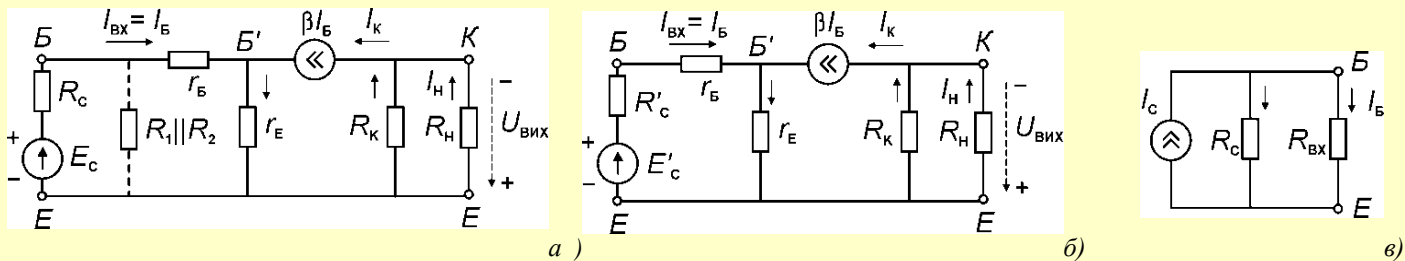 I_ВХ = I_Б βI_Б I_К
Б Б′ К
R_С r_Б R_1||R_2 r_Е R_К I_Н R_Н U_ВИХ
+ − E_С − +
Е Е
а )
I_ВХ = I_Б βI_Б I_К
Б Б′ К
R′_С r_Б r_Е R_К I_Н R_Н U_ВИХ
+ − E′_С − +
Е Е
б)
Б
I_С R_С R_ВХ I_Б
Е
в)